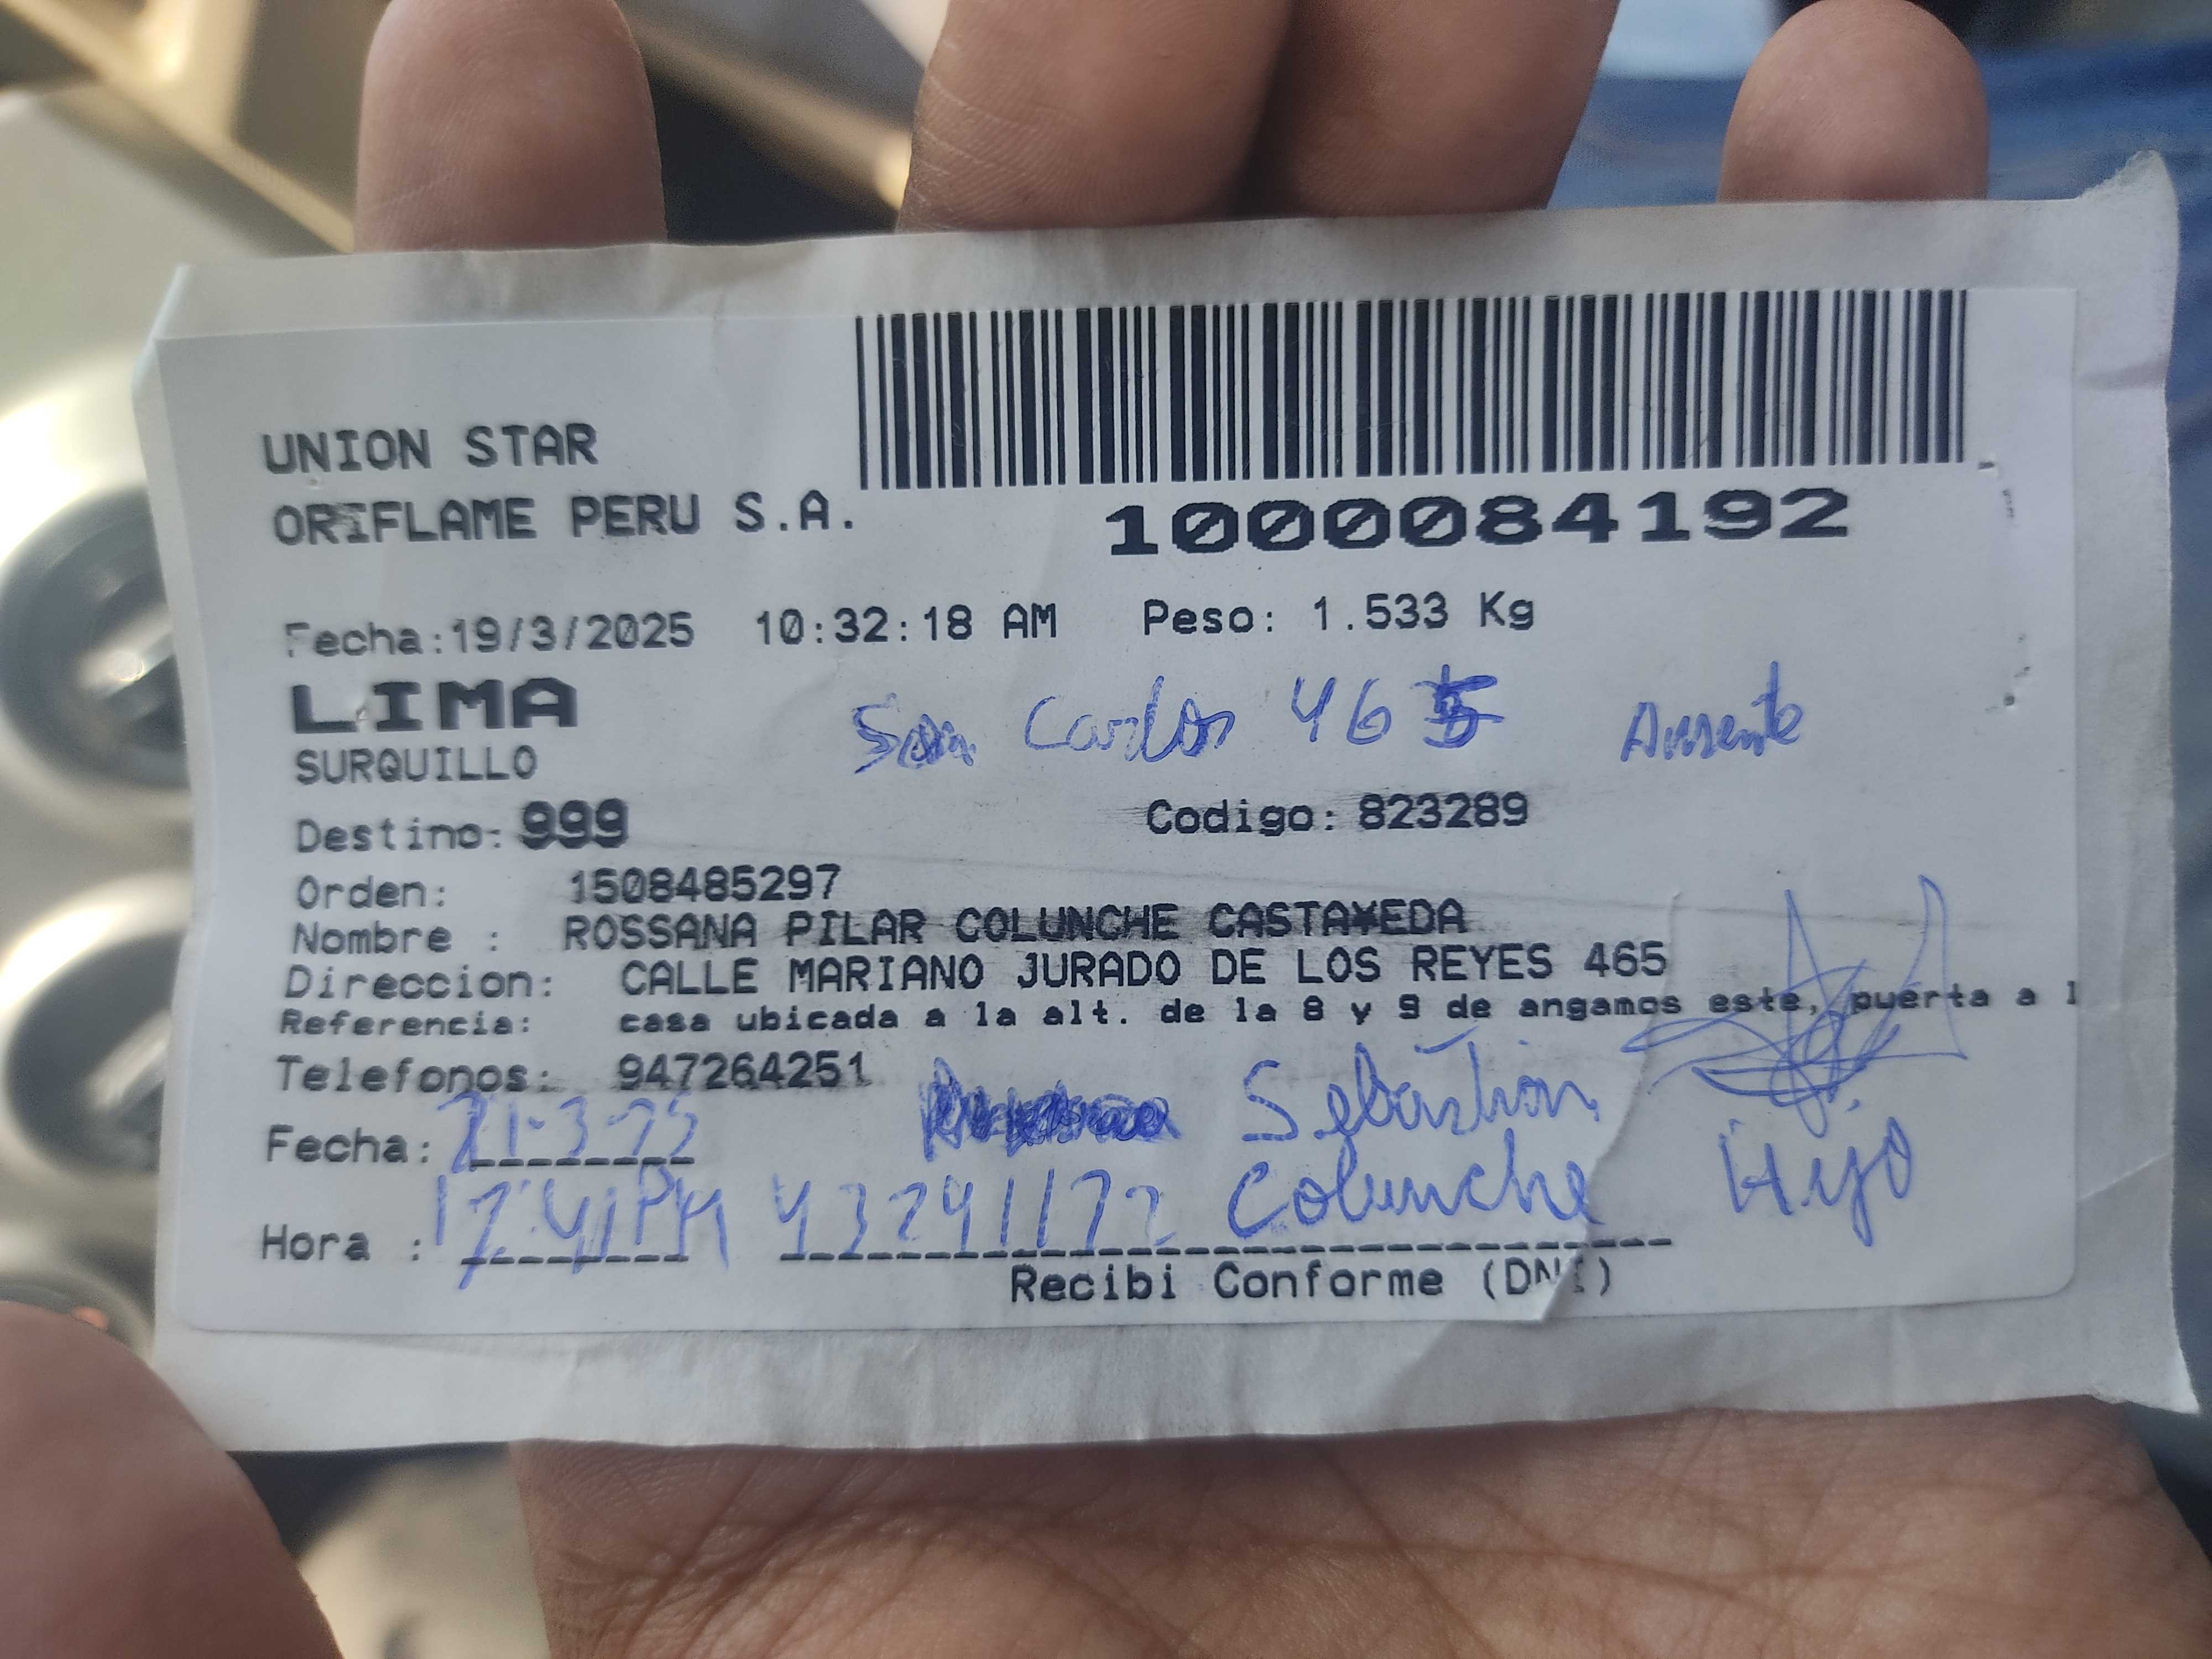 UNION STAR
ORIFLAME PERU S.A.
1000084192
Fecha:19/3/2025 10:32:18 AM Peso: 1.533 Kg
LIMA
San Carlos 465 Ausente
SURQUILLO
Destino: 999 Codigo: 823289
Orden: 1508485297
Nombre : ROSSANA PILAR COLUNCHE CASTA¥EDA
Direccion: CALLE MARIANO JURADO DE LOS REYES 465
Referencia: casa ubicada a la alt. de la 8 y 9 de angamos este, puerta a l
Telefonos: 947264251
Sebastian
Fecha: 21-3-25
Colunche Hijo
Hora : 12:41PM 43241172
Recibi Conforme (DNI)